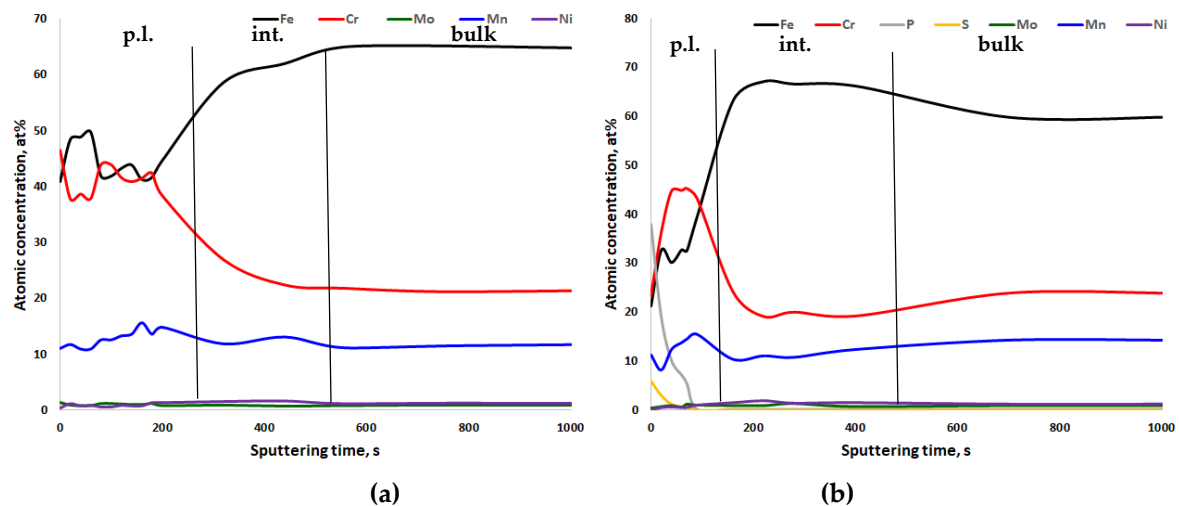 Fe Cr Mo Mn Ni
p.l. int. bulk
70
60
50
40
30
20
10
0
Atomic concentration, at%
0 200 400 600 800 1000
Sputtering time, s
(a)
Fe Cr P S Mo Mn Ni
p.l. int. bulk
80
70
60
50
40
30
20
10
0
Atomic concentration, at%
0 200 400 600 800 1000
Sputtering time, s
(b)